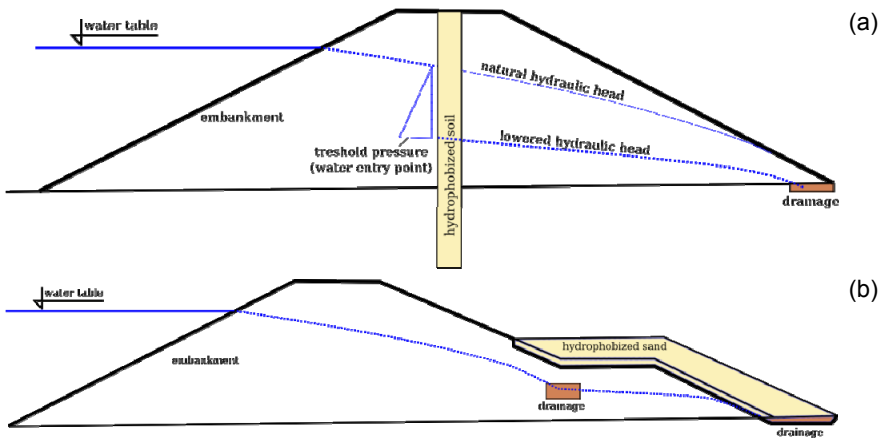 (a)
water table
natural hydraulic head
embankment
lowered hydraulic head
treshold pressure
(water entry point)
hydrophobized soil
dramage
(b)
water table
hydrophobized sand
embankment
dramage
drainage